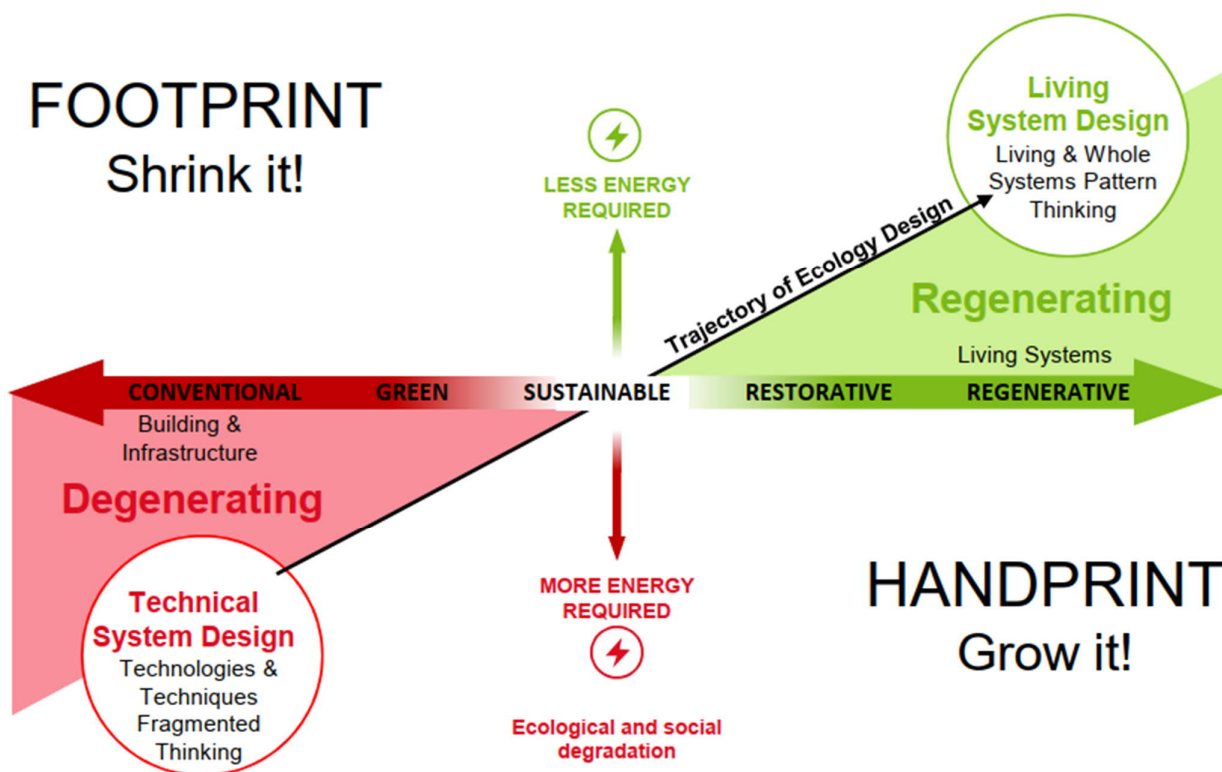 FOOTPRINT
Shrink it!
LESS ENERGY
REQUIRED
Living
System Design
Living & Whole
Systems Pattern
Thinking
Trajectory of Ecology Design
Regenerating
Living Systems
CONVENTIONAL GREEN SUSTAINABLE RESTORATIVE REGENERATIVE
Building &
Infrastructure
Degenerating
Technical
System Design
Technologies &
Techniques
Fragmented
Thinking
MORE ENERGY
REQUIRED
Ecological and social
degradation
HANDPRINT
Grow it!